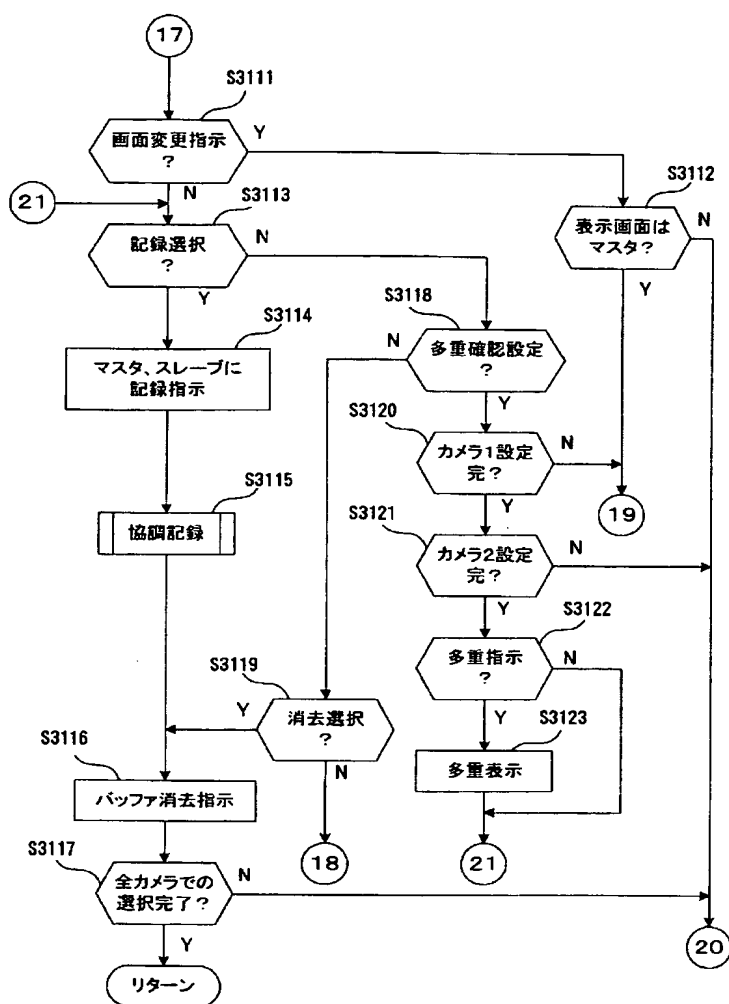 17
S3111
画面変更指示
?
Y
N
21
S3113
記録選択
?
N
Y
S3112
表示画面は
マスタ?
N
Y
S3114
マスタ、スレーブに
記録指示
S3118
多重確認設定
?
N
Y
S3120
カメラ1設定
完?
N
Y
19
S3115
協調記録
S3121
カメラ2設定
完?
N
Y
S3122
多重指示
?
N
Y
S3119
消去選択
?
Y
N
S3123
多重表示
S3116
バッファ消去指示
18
21
S3117
全カメラでの
選択完了?
N
Y
20
リターン